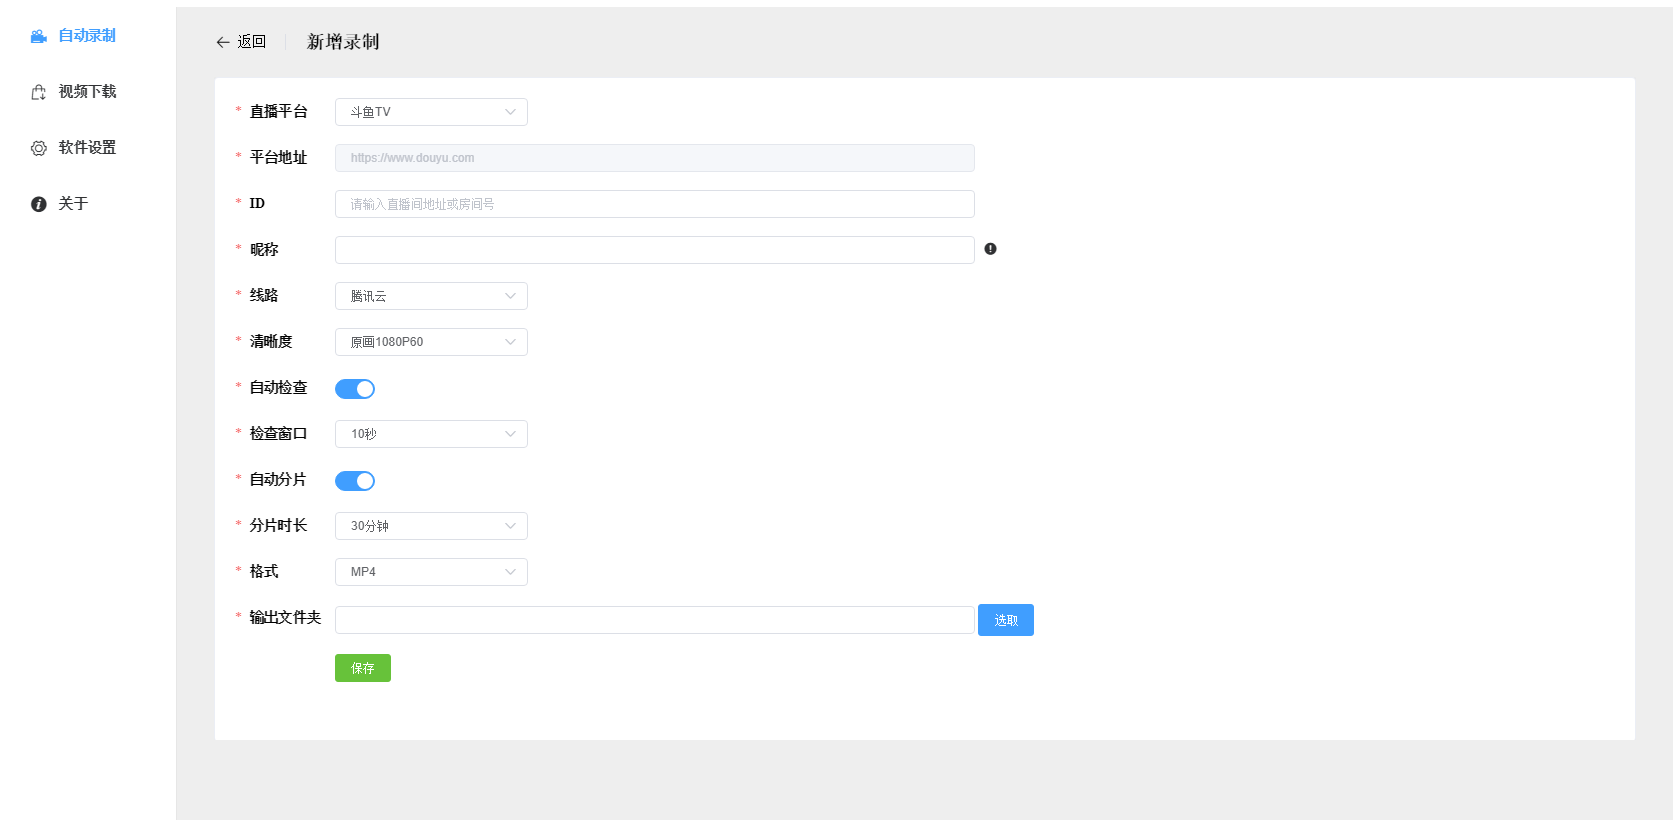 自动录制
视频下载
软件设置
关于
返回 新增录制
* 直播平台 斗鱼TV
* 平台地址 https://www.douyu.com
* ID 请输入直播间地址或房间号
* 昵称
* 线路 腾讯云
* 清晰度 原画1080P60
* 自动检查
* 检查窗口 10秒
* 自动分片
* 分片时长 30分钟
* 格式 MP4
* 输出文件夹 选取
保存